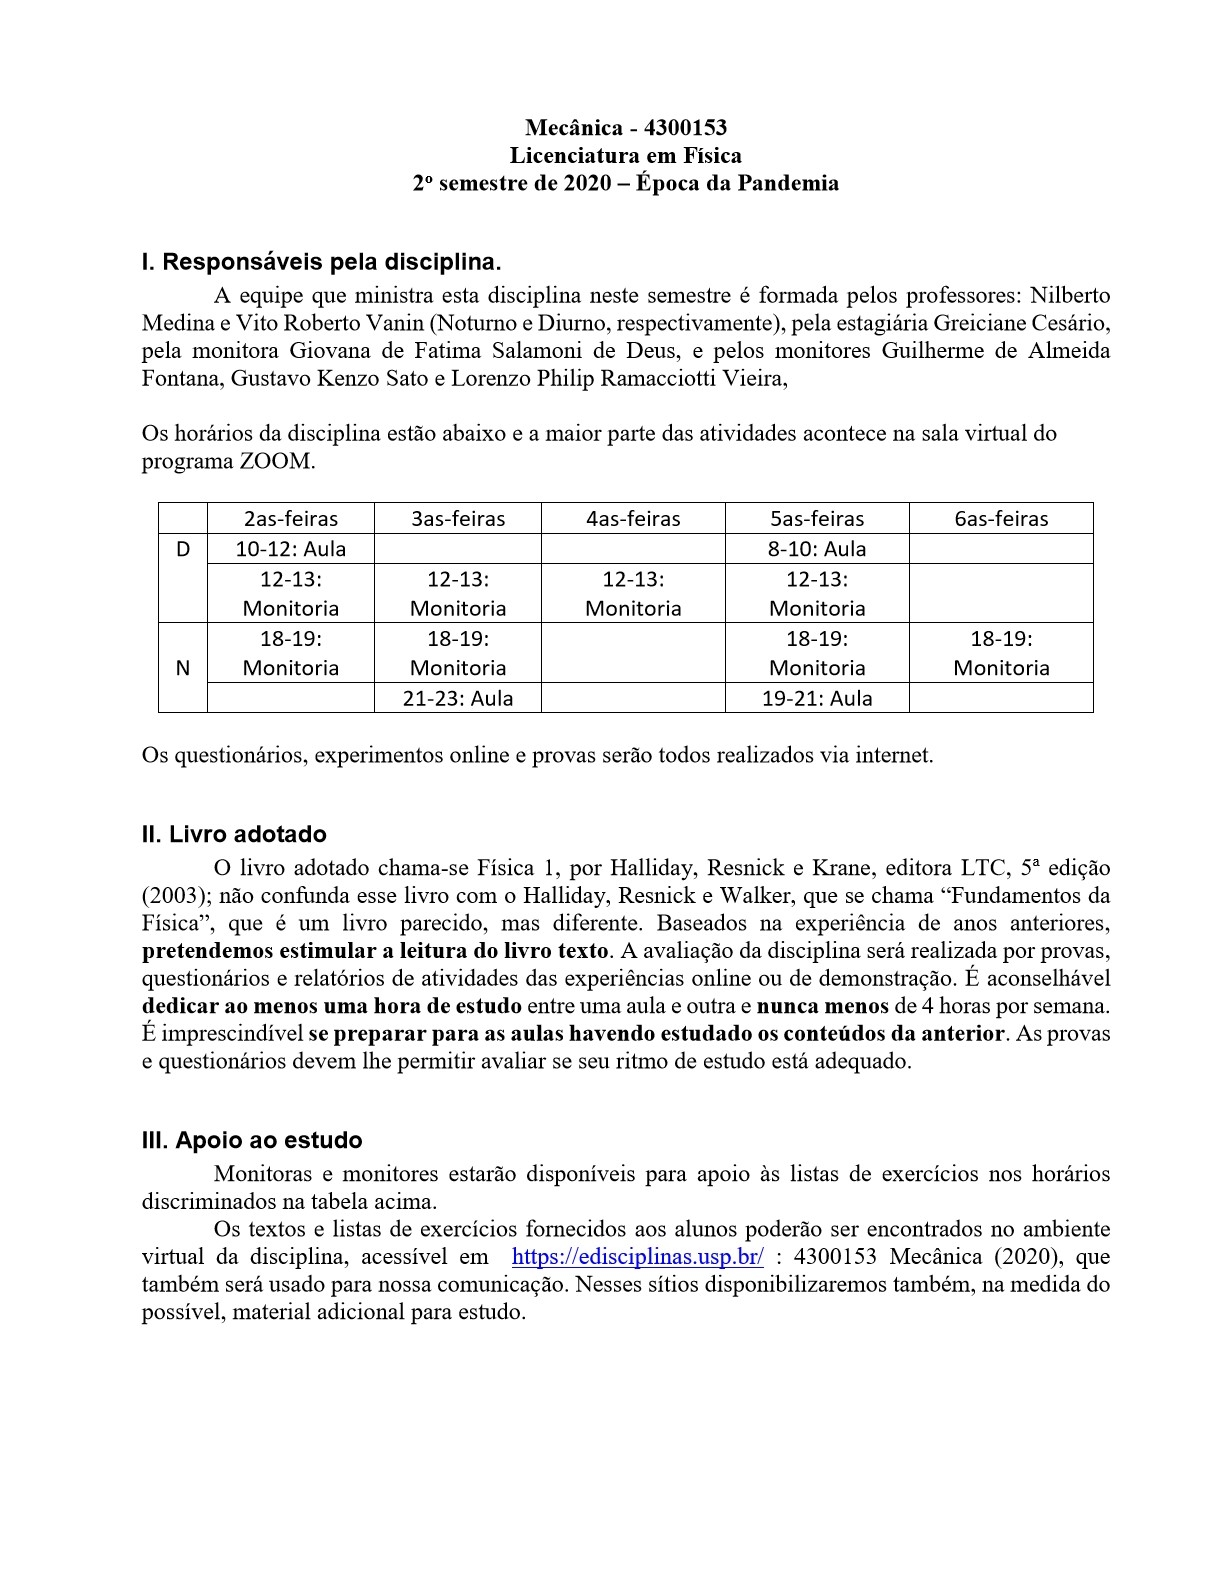 Mecânica - 4300153
Licenciatura em Física
2º semestre de 2020 – Época da Pandemia
I. Responsáveis pela disciplina.
A equipe que ministra esta disciplina neste semestre é formada pelos professores: Nilberto
Medina e Vito Roberto Vanin (Noturno e Diurno, respectivamente), pela estagiária Greiciane Cesário,
pela monitora Giovana de Fatima Salamoni de Deus, e pelos monitores Guilherme de Almeida
Fontana, Gustavo Kenzo Sato e Lorenzo Philip Ramacciotti Vieira,
Os horários da disciplina estão abaixo e a maior parte das atividades acontece na sala virtual do
programa ZOOM.
2as-feiras 3as-feiras 4as-feiras 5as-feiras 6as-feiras
D 10-12: Aula 8-10: Aula
12-13: 12-13: 12-13: 12-13:
Monitoria Monitoria Monitoria Monitoria
18-19: 18-19: 18-19: 18-19:
N Monitoria Monitoria Monitoria Monitoria
21-23: Aula 19-21: Aula
Os questionários, experimentos online e provas serão todos realizados via internet.
II. Livro adotado
O livro adotado chama-se Física 1, por Halliday, Resnick e Krane, editora LTC, 5ª edição
(2003); não confunda esse livro com o Halliday, Resnick e Walker, que se chama “Fundamentos da
Física”, que é um livro parecido, mas diferente. Baseados na experiência de anos anteriores,
pretendemos estimular a leitura do livro texto. A avaliação da disciplina será realizada por provas,
questionários e relatórios de atividades das experiências online ou de demonstração. É aconselhável
dedicar ao menos uma hora de estudo entre uma aula e outra e nunca menos de 4 horas por semana.
É imprescindível se preparar para as aulas havendo estudado os conteúdos da anterior. As provas
e questionários devem lhe permitir avaliar se seu ritmo de estudo está adequado.
III. Apoio ao estudo
Monitoras e monitores estarão disponíveis para apoio às listas de exercícios nos horários
discriminados na tabela acima.
Os textos e listas de exercícios fornecidos aos alunos poderão ser encontrados no ambiente
virtual da disciplina, acessível em https://edisciplinas.usp.br/ : 4300153 Mecânica (2020), que
também será usado para nossa comunicação. Nesses sítios disponibilizaremos também, na medida do
possível, material adicional para estudo.